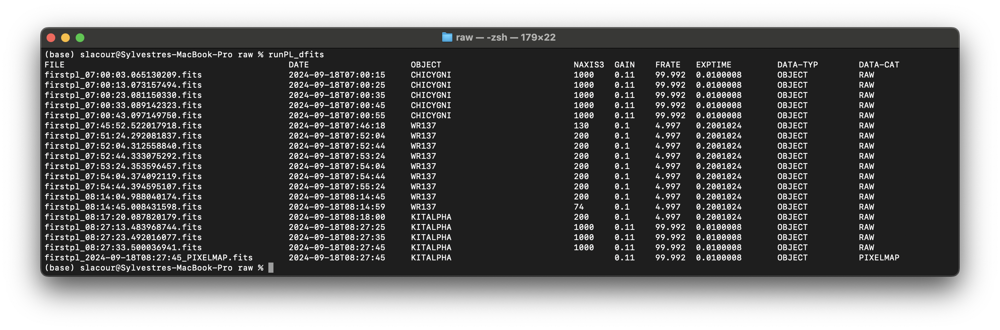 raw — -zsh — 179×22
(base) slacour@Sylvestres-MacBook-Pro raw % runPL_dfits
FILE DATE OBJECT NAXIS3 GAIN FRATE EXPTIME DATA-TYP DATA-CAT
firstpl_07:00:03.065130209.fits 2024-09-18T07:00:15 CHICYGNI 1000 0.11 99.992 0.0100008 OBJECT RAW
firstpl_07:00:13.073157494.fits 2024-09-18T07:00:25 CHICYGNI 1000 0.11 99.992 0.0100008 OBJECT RAW
firstpl_07:00:23.081150330.fits 2024-09-18T07:00:35 CHICYGNI 1000 0.11 99.992 0.0100008 OBJECT RAW
firstpl_07:00:33.089142323.fits 2024-09-18T07:00:45 CHICYGNI 1000 0.11 99.992 0.0100008 OBJECT RAW
firstpl_07:00:43.097149750.fits 2024-09-18T07:00:55 CHICYGNI 1000 0.11 99.992 0.0100008 OBJECT RAW
firstpl_07:45:52.522017918.fits 2024-09-18T07:46:18 WR137 130 0.1 4.997 0.2001024 OBJECT RAW
firstpl_07:51:24.292081837.fits 2024-09-18T07:52:04 WR137 200 0.1 4.997 0.2001024 OBJECT RAW
firstpl_07:52:04.312558840.fits 2024-09-18T07:52:44 WR137 200 0.1 4.997 0.2001024 OBJECT RAW
firstpl_07:52:44.333075292.fits 2024-09-18T07:53:24 WR137 200 0.1 4.997 0.2001024 OBJECT RAW
firstpl_07:53:24.353596457.fits 2024-09-18T07:54:04 WR137 200 0.1 4.997 0.2001024 OBJECT RAW
firstpl_07:54:04.374092119.fits 2024-09-18T07:54:44 WR137 200 0.1 4.997 0.2001024 OBJECT RAW
firstpl_07:54:44.394595107.fits 2024-09-18T07:55:24 WR137 200 0.1 4.997 0.2001024 OBJECT RAW
firstpl_08:14:04.988040174.fits 2024-09-18T08:14:45 WR137 200 0.1 4.997 0.2001024 OBJECT RAW
firstpl_08:14:45.008431598.fits 2024-09-18T08:14:59 WR137 74 0.1 4.997 0.2001024 OBJECT RAW
firstpl_08:17:20.087820179.fits 2024-09-18T08:18:00 KITALPHA 200 0.1 4.997 0.2001024 OBJECT RAW
firstpl_08:27:13.483968744.fits 2024-09-18T08:27:25 KITALPHA 1000 0.11 99.992 0.0100008 OBJECT RAW
firstpl_08:27:23.492016077.fits 2024-09-18T08:27:35 KITALPHA 1000 0.11 99.992 0.0100008 OBJECT RAW
firstpl_08:27:33.500036941.fits 2024-09-18T08:27:45 KITALPHA 1000 0.11 99.992 0.0100008 OBJECT RAW
firstpl_2024-09-18T08:27:45_PIXELMAP.fits 2024-09-18T08:27:45 KITALPHA 0.11 99.992 0.0100008 OBJECT PIXELMAP
(base) slacour@Sylvestres-MacBook-Pro raw %